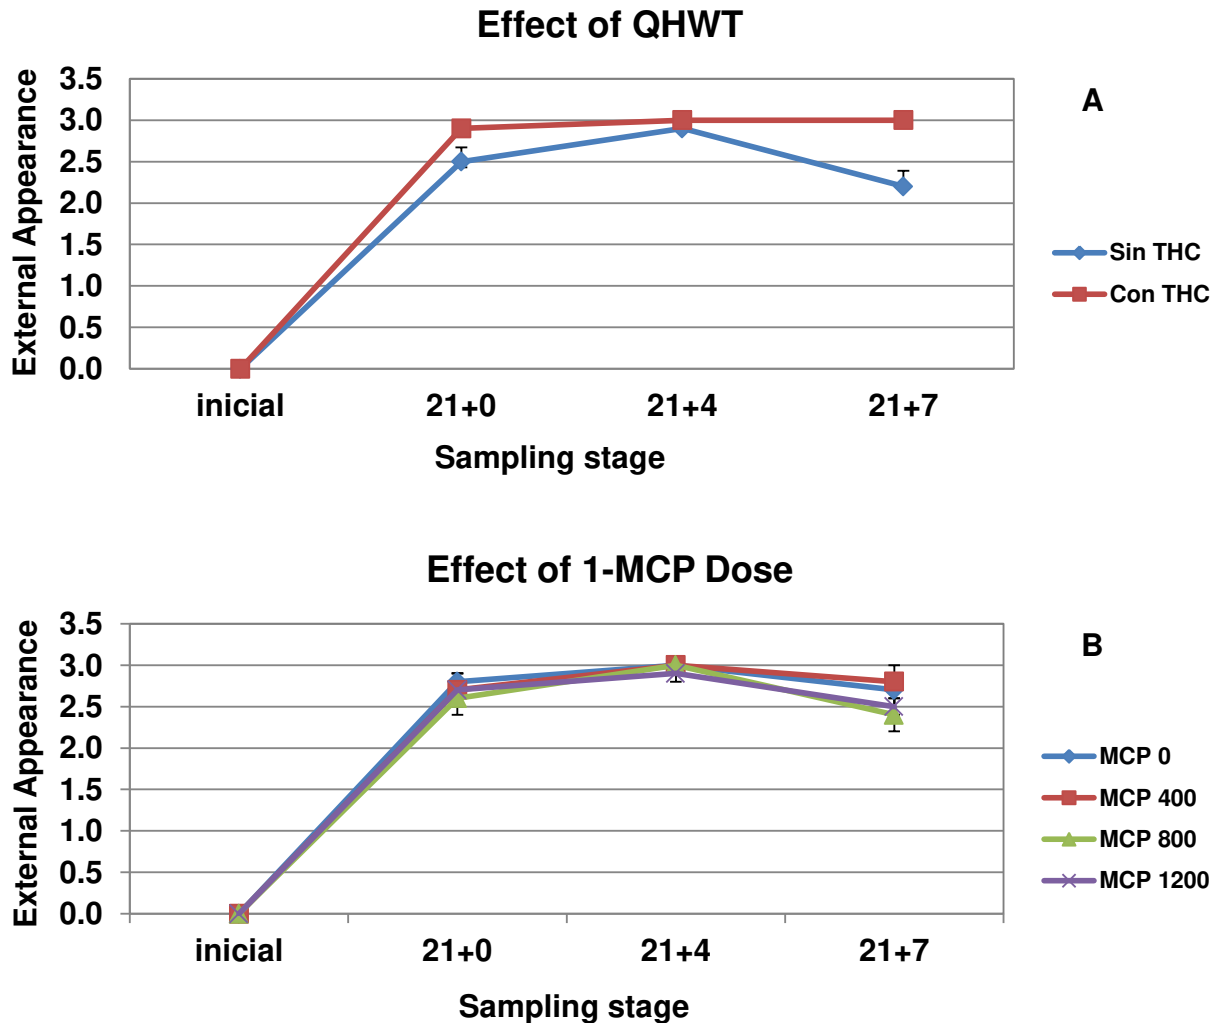 Effect of QHWT
A
External Appearance
3.5
3.0
2.5
2.0
1.5
1.0
0.5
0.0
inicial 21+0 21+4 21+7
Sampling stage
Sin THC
Con THC
Effect of 1-MCP Dose
B
External Appearance
3.5
3.0
2.5
2.0
1.5
1.0
0.5
0.0
inicial 21+0 21+4 21+7
Sampling stage
MCP 0
MCP 400
MCP 800
MCP 1200